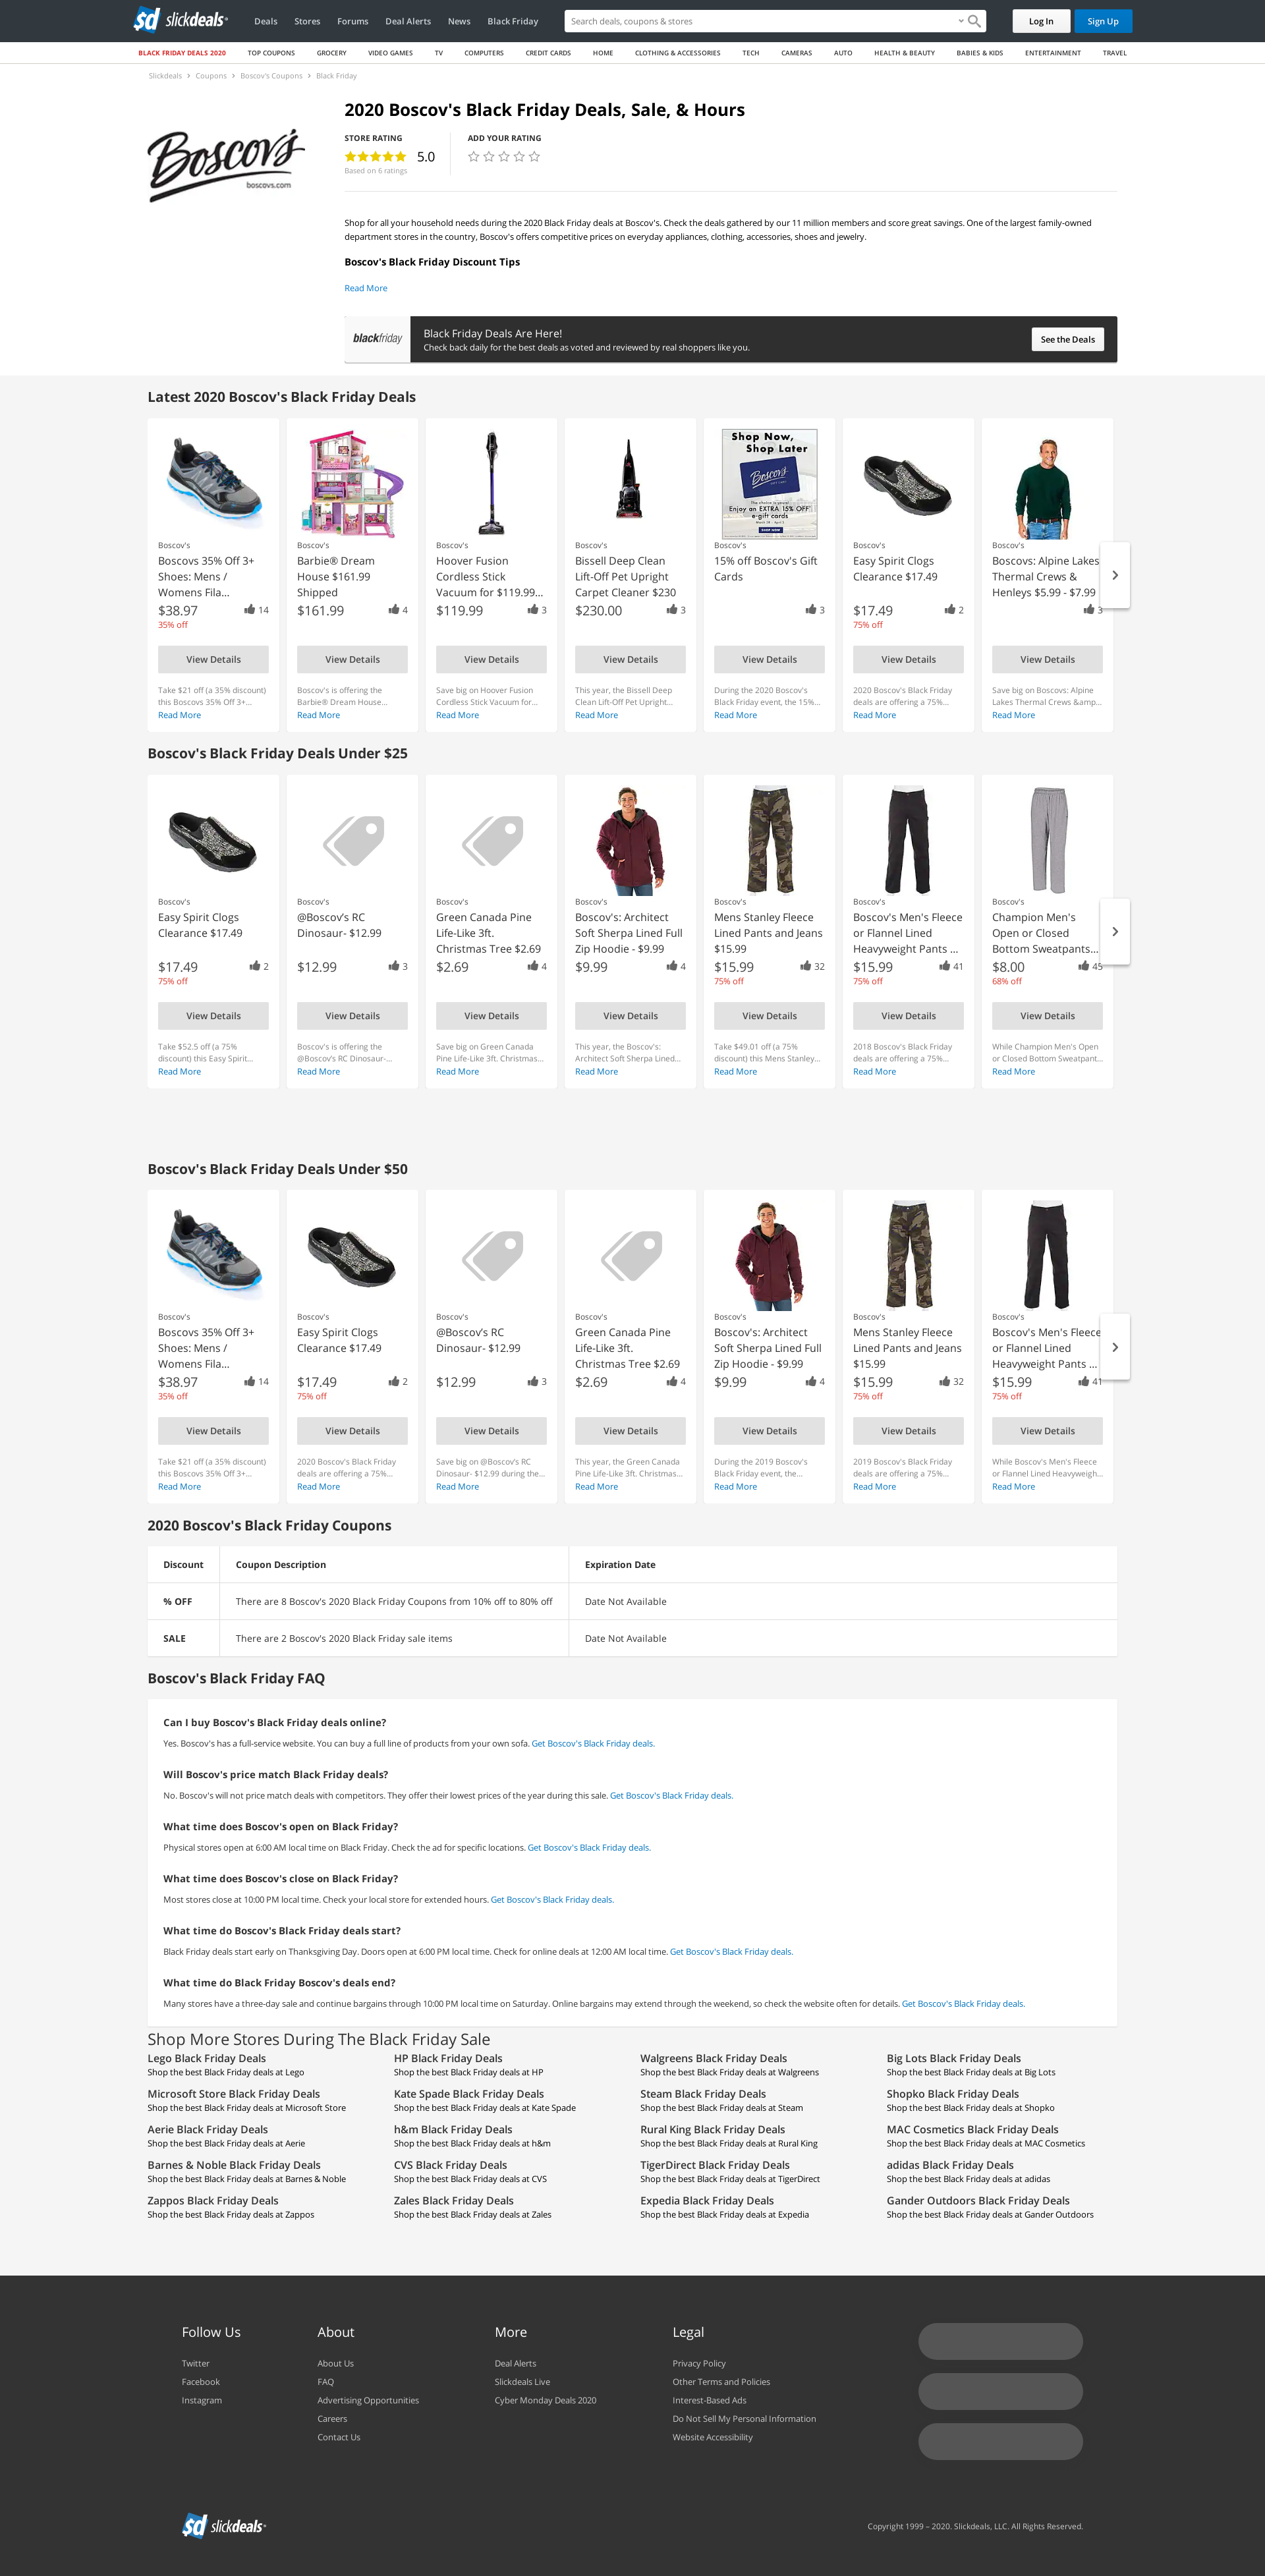 slickdeals
Deals Stores Forums Deal Alerts News Black Friday
Search deals, coupons & stores
Log In Sign Up
BLACK FRIDAY DEALS 2020 TOP COUPONS GROCERY VIDEO GAMES TV COMPUTERS CREDIT CARDS HOME CLOTHING & ACCESSORIES TECH CAMERAS AUTO HEALTH & BEAUTY BABIES & KIDS ENTERTAINMENT TRAVEL
Slickdeals > Coupons > Boscov's Coupons > Black Friday
Boscov's
boscovs.com
2020 Boscov's Black Friday Deals, Sale, & Hours
STORE RATING ADD YOUR RATING
5.0
Based on 6 ratings
Shop for all your household needs during the 2020 Black Friday deals at Boscov's. Check the deals gathered by our 11 million members and score great savings. One of the largest family-owned
department stores in the country, Boscov's offers competitive prices on everyday appliances, clothing, accessories, shoes and jewelry.
Boscov's Black Friday Discount Tips
Read More
blackfriday
Black Friday Deals Are Here!
Check back daily for the best deals as voted and reviewed by real shoppers like you.
See the Deals
Latest 2020 Boscov's Black Friday Deals
Boscov's
Boscovs 35% Off 3+
Shoes: Mens /
Womens Fila...
$38.97 14
35% off
View Details
Take $21 off (a 35% discount)
this Boscovs 35% Off 3+...
Read More
Boscov's
Barbie® Dream
House $161.99
Shipped
$161.99 4
View Details
Boscov's is offering the
Barbie® Dream House...
Read More
Boscov's
Hoover Fusion
Cordless Stick
Vacuum for $119.99...
$119.99 3
View Details
Save big on Hoover Fusion
Cordless Stick Vacuum for...
Read More
Boscov's
Bissell Deep Clean
Lift-Off Pet Upright
Carpet Cleaner $230
$230.00 3
View Details
This year, the Bissell Deep
Clean Lift-Off Pet Upright...
Read More
Shop Now,
Shop Later
Boscov's
Enjoy an EXTRA 15% OFF
e-gift cards
SHOP NOW
Boscov's
15% off Boscov's Gift
Cards
3
View Details
During the 2020 Boscov's
Black Friday event, the 15%...
Read More
Boscov's
Easy Spirit Clogs
Clearance $17.49
$17.49 2
75% off
View Details
2020 Boscov's Black Friday
deals are offering a 75%...
Read More
Boscov's
Boscovs: Alpine Lakes
Thermal Crews &
Henleys $5.99 - $7.99
3
View Details
Save big on Boscovs: Alpine
Lakes Thermal Crews &amp...
Read More
Boscov's Black Friday Deals Under $25
Boscov's
Easy Spirit Clogs
Clearance $17.49
$17.49 2
75% off
View Details
Take $52.5 off (a 75%
discount) this Easy Spirit...
Read More
Boscov's
@Boscov's RC
Dinosaur- $12.99
$12.99 3
View Details
Boscov's is offering the
@Boscov's RC Dinosaur-...
Read More
Boscov's
Green Canada Pine
Life-Like 3ft.
Christmas Tree $2.69
$2.69 4
View Details
Save big on Green Canada
Pine Life-Like 3ft. Christmas...
Read More
Boscov's
Boscov's: Architect
Soft Sherpa Lined Full
Zip Hoodie - $9.99
$9.99 4
View Details
This year, the Boscov's:
Architect Soft Sherpa Lined...
Read More
Boscov's
Mens Stanley Fleece
Lined Pants and Jeans
$15.99
$15.99 32
75% off
View Details
Take $49.01 off (a 75%
discount) this Mens Stanley...
Read More
Boscov's
Boscov's Men's Fleece
or Flannel Lined
Heavyweight Pants ...
$15.99 41
75% off
View Details
2018 Boscov's Black Friday
deals are offering a 75%...
Read More
Boscov's
Champion Men's
Open or Closed
Bottom Sweatpants...
$8.00 45
68% off
View Details
While Champion Men's Open
or Closed Bottom Sweatpant...
Read More
Boscov's Black Friday Deals Under $50
Boscov's
Boscovs 35% Off 3+
Shoes: Mens /
Womens Fila...
$38.97 14
35% off
View Details
Take $21 off (a 35% discount)
this Boscovs 35% Off 3+...
Read More
Boscov's
Easy Spirit Clogs
Clearance $17.49
$17.49 2
75% off
View Details
2020 Boscov's Black Friday
deals are offering a 75%...
Read More
Boscov's
@Boscov's RC
Dinosaur- $12.99
$12.99 3
View Details
Save big on @Boscov's RC
Dinosaur- $12.99 during the...
Read More
Boscov's
Green Canada Pine
Life-Like 3ft.
Christmas Tree $2.69
$2.69 4
View Details
This year, the Green Canada
Pine Life-Like 3ft. Christmas...
Read More
Boscov's
Boscov's: Architect
Soft Sherpa Lined Full
Zip Hoodie - $9.99
$9.99 4
View Details
During the 2019 Boscov's
Black Friday event, the...
Read More
Boscov's
Mens Stanley Fleece
Lined Pants and Jeans
$15.99
$15.99 32
75% off
View Details
2019 Boscov's Black Friday
deals are offering a 75%...
Read More
Boscov's
Boscov's Men's Fleece
or Flannel Lined
Heavyweight Pants ...
$15.99 41
75% off
View Details
While Boscov's Men's Fleece
or Flannel Lined Heavyweigh...
Read More
2020 Boscov's Black Friday Coupons
Discount Coupon Description Expiration Date
% OFF There are 8 Boscov's 2020 Black Friday Coupons from 10% off to 80% off Date Not Available
SALE There are 2 Boscov's 2020 Black Friday sale items Date Not Available
Boscov's Black Friday FAQ
Can I buy Boscov's Black Friday deals online?
Yes. Boscov's has a full-service website. You can buy a full line of products from your own sofa. Get Boscov's Black Friday deals.
Will Boscov's price match Black Friday deals?
No. Boscov's will not price match deals with competitors. They offer their lowest prices of the year during this sale. Get Boscov's Black Friday deals.
What time does Boscov's open on Black Friday?
Physical stores open at 6:00 AM local time on Black Friday. Check the ad for specific locations. Get Boscov's Black Friday deals.
What time does Boscov's close on Black Friday?
Most stores close at 10:00 PM local time. Check your local store for extended hours. Get Boscov's Black Friday deals.
What time do Boscov's Black Friday deals start?
Black Friday deals start early on Thanksgiving Day. Doors open at 6:00 PM local time. Check for online deals at 12:00 AM local time. Get Boscov's Black Friday deals.
What time do Black Friday Boscov's deals end?
Many stores have a three-day sale and continue bargains through 10:00 PM local time on Saturday. Online bargains may extend through the weekend, so check the website often for details. Get Boscov's Black Friday deals.
Shop More Stores During The Black Friday Sale
Lego Black Friday Deals HP Black Friday Deals Walgreens Black Friday Deals Big Lots Black Friday Deals
Shop the best Black Friday deals at Lego Shop the best Black Friday deals at HP Shop the best Black Friday deals at Walgreens Shop the best Black Friday deals at Big Lots
Microsoft Store Black Friday Deals Kate Spade Black Friday Deals Steam Black Friday Deals Shopko Black Friday Deals
Shop the best Black Friday deals at Microsoft Store Shop the best Black Friday deals at Kate Spade Shop the best Black Friday deals at Steam Shop the best Black Friday deals at Shopko
Aerie Black Friday Deals h&m Black Friday Deals Rural King Black Friday Deals MAC Cosmetics Black Friday Deals
Shop the best Black Friday deals at Aerie Shop the best Black Friday deals at h&m Shop the best Black Friday deals at Rural King Shop the best Black Friday deals at MAC Cosmetics
Barnes & Noble Black Friday Deals CVS Black Friday Deals TigerDirect Black Friday Deals adidas Black Friday Deals
Shop the best Black Friday deals at Barnes & Noble Shop the best Black Friday deals at CVS Shop the best Black Friday deals at TigerDirect Shop the best Black Friday deals at adidas
Zappos Black Friday Deals Zales Black Friday Deals Expedia Black Friday Deals Gander Outdoors Black Friday Deals
Shop the best Black Friday deals at Zappos Shop the best Black Friday deals at Zales Shop the best Black Friday deals at Expedia Shop the best Black Friday deals at Gander Outdoors
Follow Us
Twitter
Facebook
Instagram
About
About Us
FAQ
Advertising Opportunities
Careers
Contact Us
More
Deal Alerts
Slickdeals Live
Cyber Monday Deals 2020
Legal
Privacy Policy
Other Terms and Policies
Interest-Based Ads
Do Not Sell My Personal Information
Website Accessibility
slickdeals
Copyright 1999 – 2020. Slickdeals, LLC. All Rights Reserved.